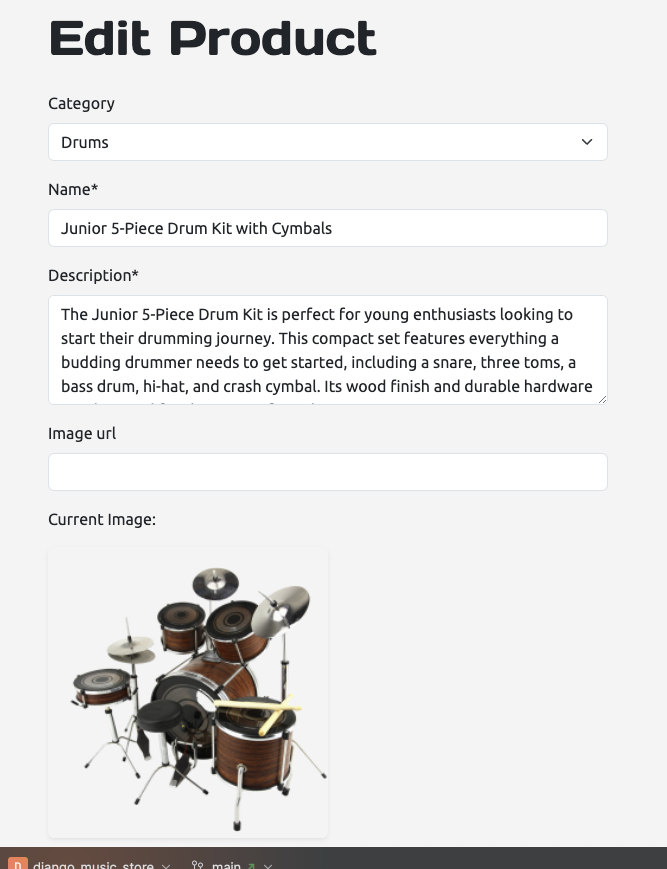 Edit Product
Category
Drums
Name*
Junior 5-Piece Drum Kit with Cymbals
Description*
The Junior 5-Piece Drum Kit is perfect for young enthusiasts looking to
start their drumming journey. This compact set features everything a
budding drummer needs to get started, including a snare, three toms, a
bass drum, hi-hat, and crash cymbal. Its wood finish and durable hardware
Image url
Current Image:
D django_music_store main